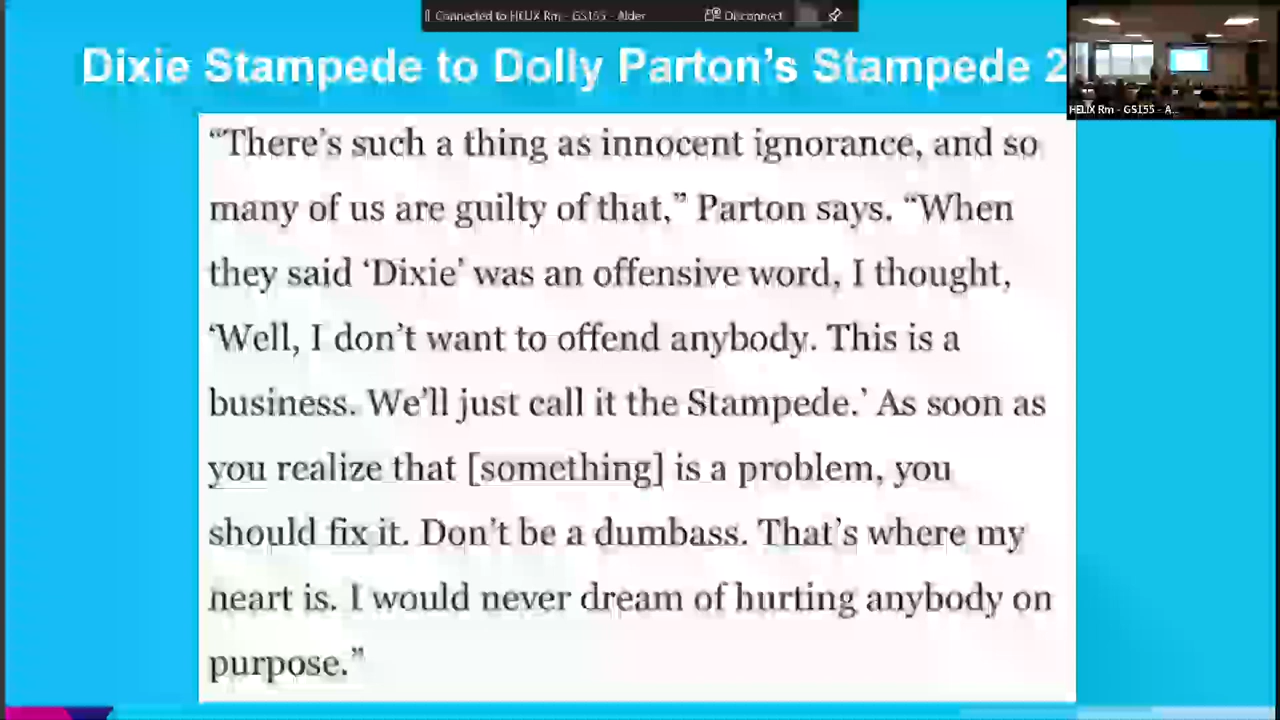 Connected to HELIX Rm - GS155 - Alder
Disconnect
Dixie Stampede to Dolly Parton’s Stampede
HELIX Rm - GS155 - A...
“There’s such a thing as innocent ignorance, and so
many of us are guilty of that,” Parton says. “When
they said ‘Dixie’ was an offensive word, I thought,
‘Well, I don’t want to offend anybody. This is a
business. We’ll just call it the Stampede.’ As soon as
you realize that [something] is a problem, you
should fix it. Don’t be a dumbass. That’s where my
heart is. I would never dream of hurting anybody on
purpose.”